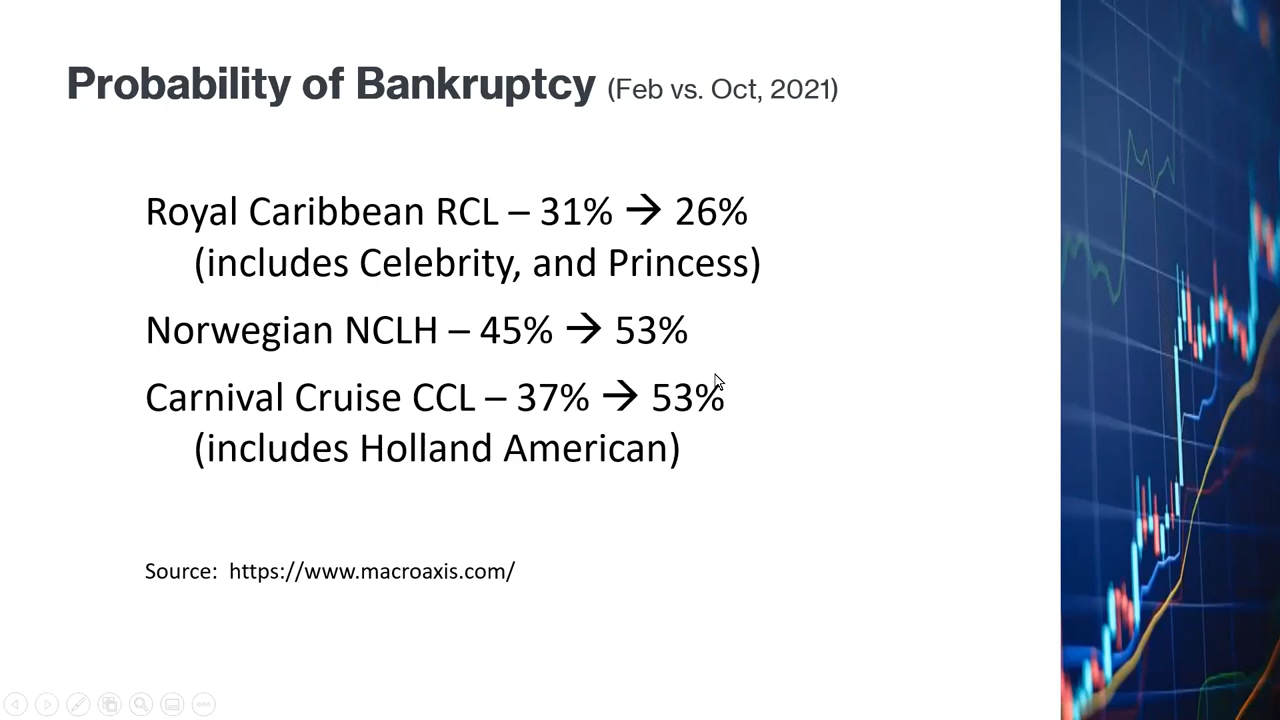 Probability of Bankruptcy (Feb vs. Oct, 2021)
Royal Caribbean RCL – 31% → 26%
(includes Celebrity, and Princess)
Norwegian NCLH – 45% → 53%
Carnival Cruise CCL – 37% → 53%
(includes Holland American)
Source: https://www.macroaxis.com/